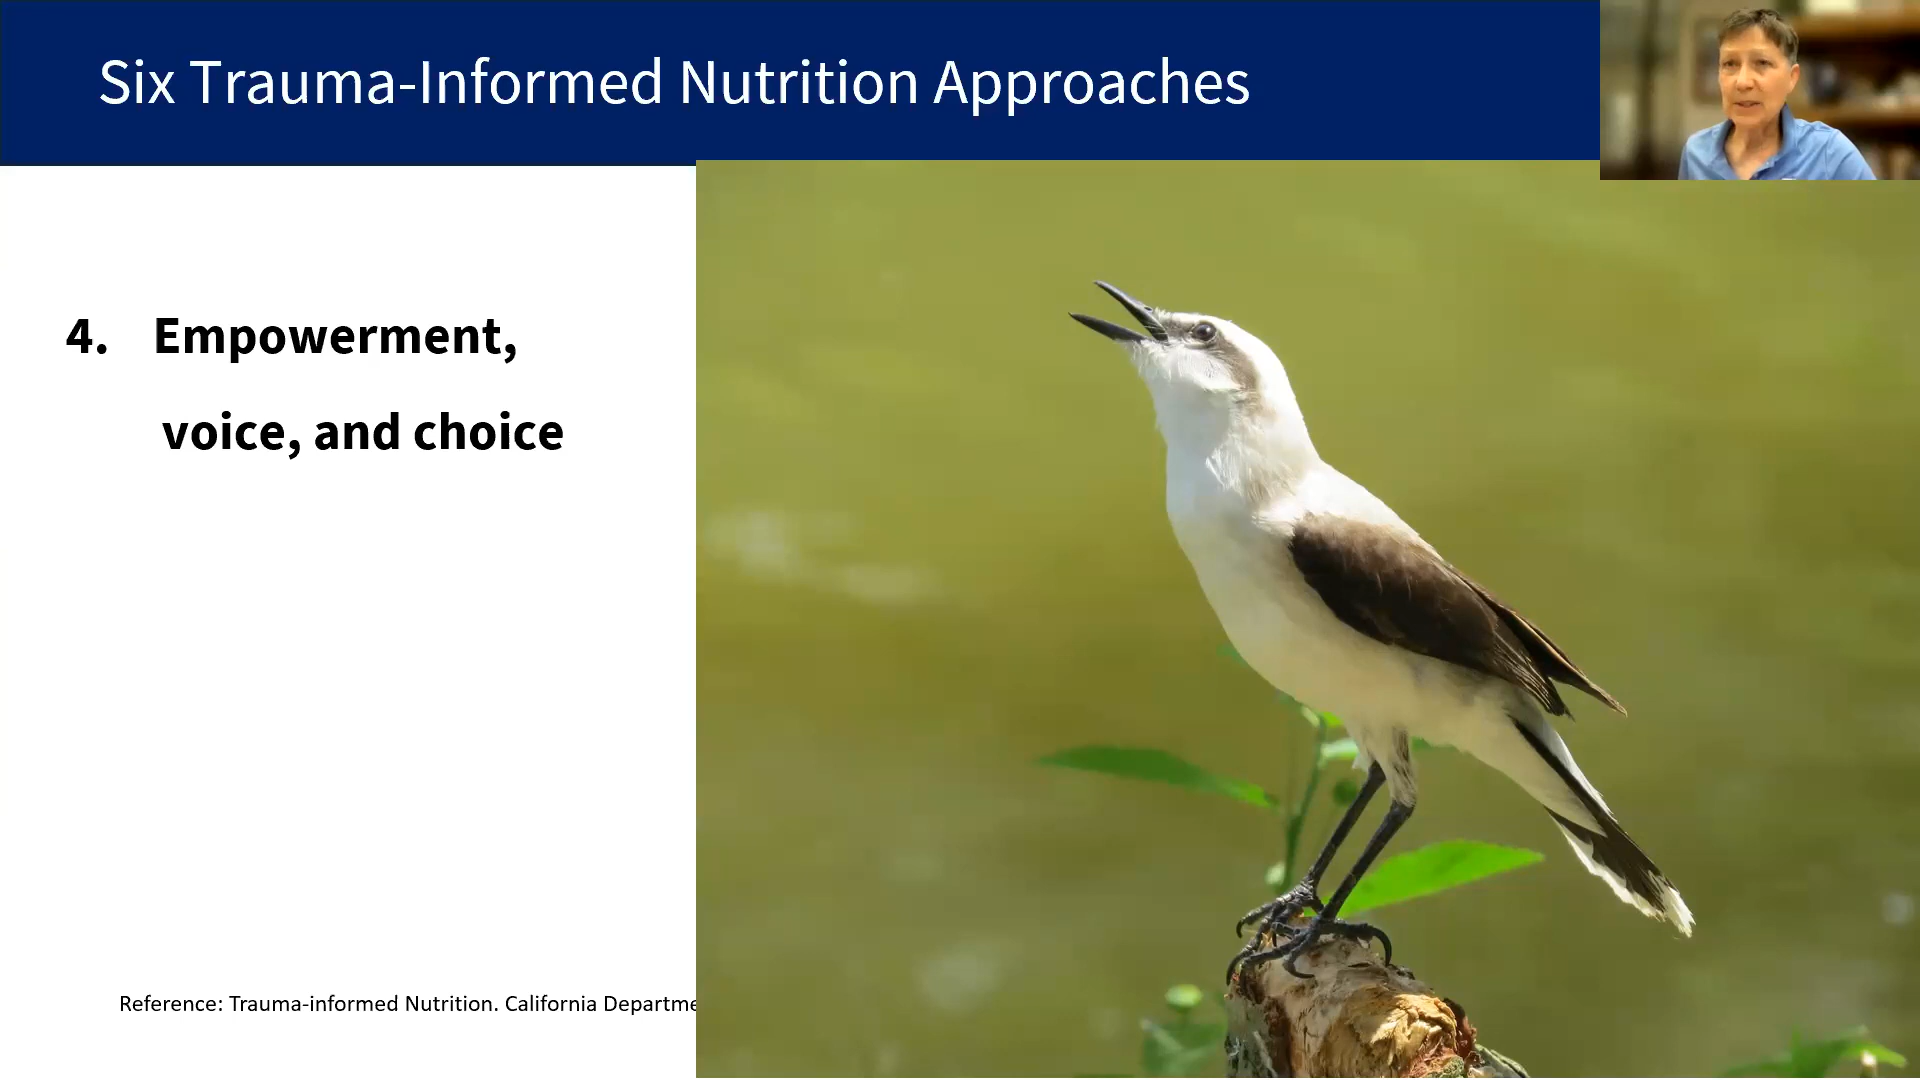 Six Trauma-Informed Nutrition Approaches
4. Empowerment,
voice, and choice
Reference: Trauma-informed Nutrition. California